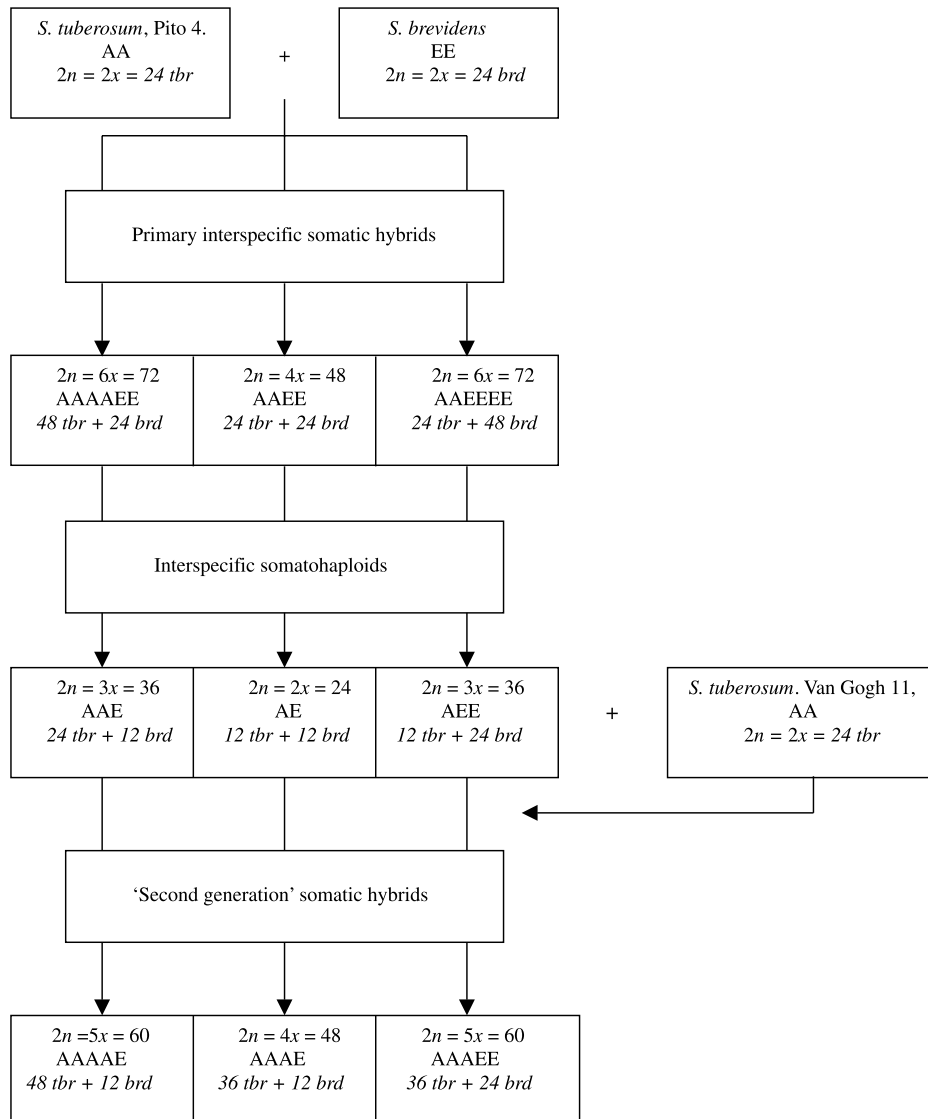 S. tuberosum, Pito 4.
AA
2n = 2x = 24 tbr
+
S. brevidens
EE
2n = 2x = 24 brd
Primary interspecific somatic hybrids
2n = 6x = 72
AAAAEE
48 tbr + 24 brd
2n = 4x = 48
AAEE
24 tbr + 24 brd
2n = 6x = 72
AAEEEE
24 tbr + 48 brd
Interspecific somatohaploids
2n = 3x = 36
AAE
24 tbr + 12 brd
2n = 2x = 24
AE
12 tbr + 12 brd
2n = 3x = 36
AEE
12 tbr + 24 brd
+
S. tuberosum. Van Gogh 11,
AA
2n = 2x = 24 tbr
‘Second generation’ somatic hybrids
2n =5x = 60
AAAAE
48 tbr + 12 brd
2n = 4x = 48
AAAE
36 tbr + 12 brd
2n = 5x = 60
AAAEE
36 tbr + 24 brd